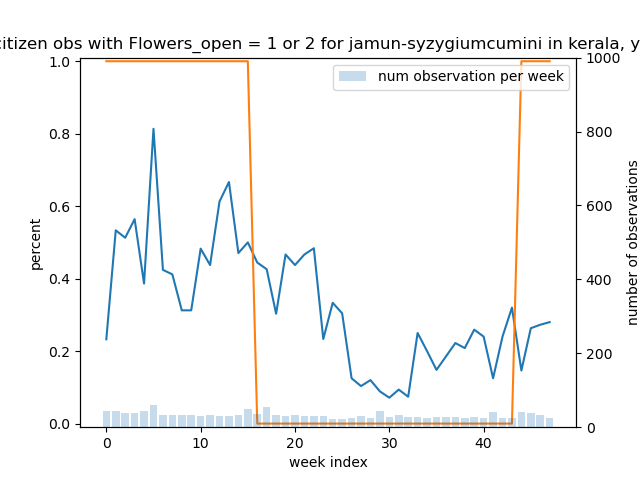 citizen obs with Flowers_open = 1 or 2 for jamun-syzygiumcumini in kerala, y
num observation per week
percent
1.0
0.8
0.6
0.4
0.2
0.0
1000
800
600
400
200
0
number of observations
0 10 20 30 40
week index